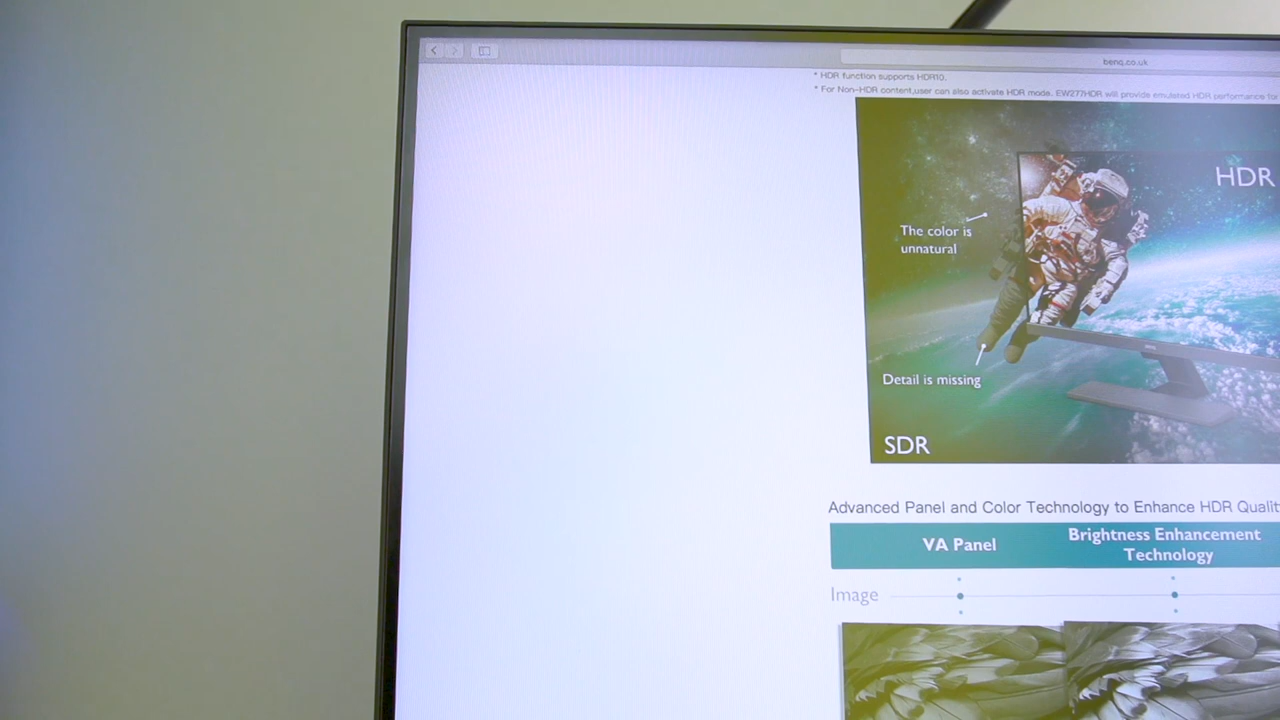 benq.co.uk
* HDR function supports HDR10.
* For Non-HDR content,user can also activate HDR mode. EW277HDR will provide emulated HDR performance for
HDR
The color is
unnatural
Detail is missing
SDR
Advanced Panel and Color Technology to Enhance HDR Qualit
VA Panel
Brightness Enhancement
Technology
Image